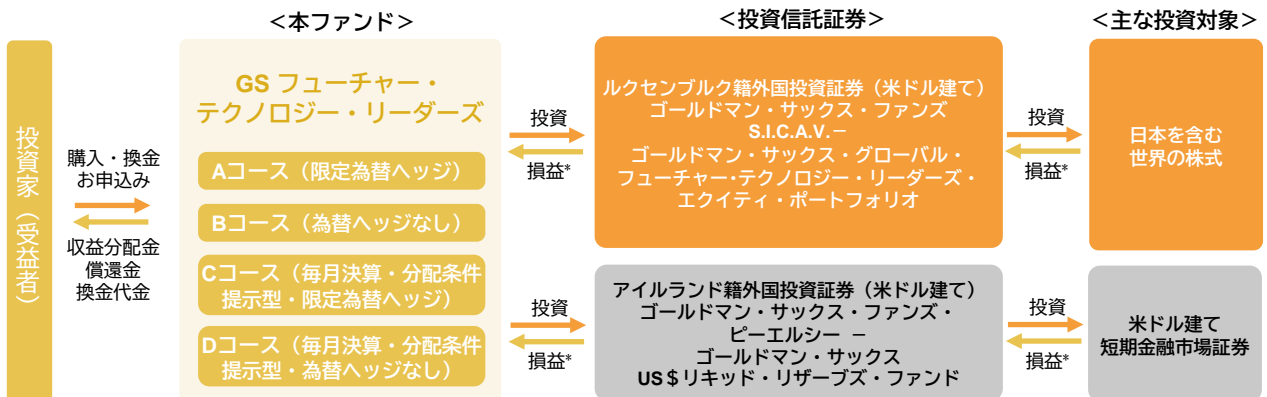 ＜本ファンド＞
＜投資信託証券＞
＜主な投資対象＞
投資家（受益者）
購入・換金
お申込み
収益分配金
償還金
換金代金
GS フューチャー・
テクノロジー・リーダーズ
Aコース（限定為替ヘッジ）
Bコース（為替ヘッジなし）
Cコース（毎月決算・分配条件
提示型・限定為替ヘッジ）
Dコース（毎月決算・分配条件
提示型・為替ヘッジなし）
投資
損益*
ルクセンブルク籍外国投資証券（米ドル建て）
ゴールドマン・サックス・ファンズ
S.I.C.A.V.－
ゴールドマン・サックス・グローバル・
フューチャー・テクノロジー・リーダーズ・
エクイティ・ポートフォリオ
投資
損益*
日本を含む
世界の株式
投資
損益*
アイルランド籍外国投資証券（米ドル建て）
ゴールドマン・サックス・ファンズ・
ピーエルシー －
ゴールドマン・サックス
US＄リキッド・リザーブズ・ファンド
投資
損益*
米ドル建て
短期金融市場証券